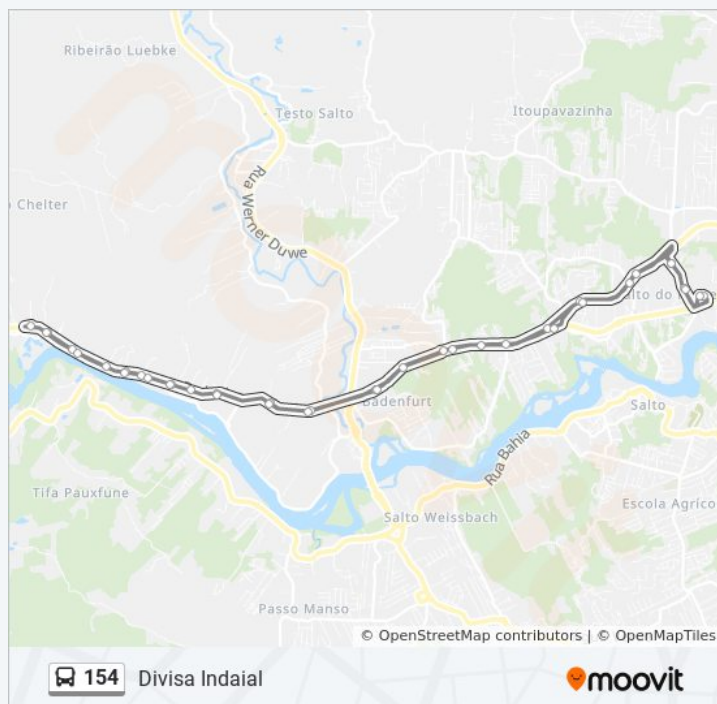 Ribeirão Luebke
Testo Salto
Itoupavazinha
Rua Werner Duwe
o Chelter
alto do
Badenfurt
Salto
Rua Bahia
Tifa Pauxfune
Escola Agríco
Salto Weissbach
Passo Manso
© OpenStreetMap contributors | © OpenMapTiles
154 Divisa Indaial
moovit